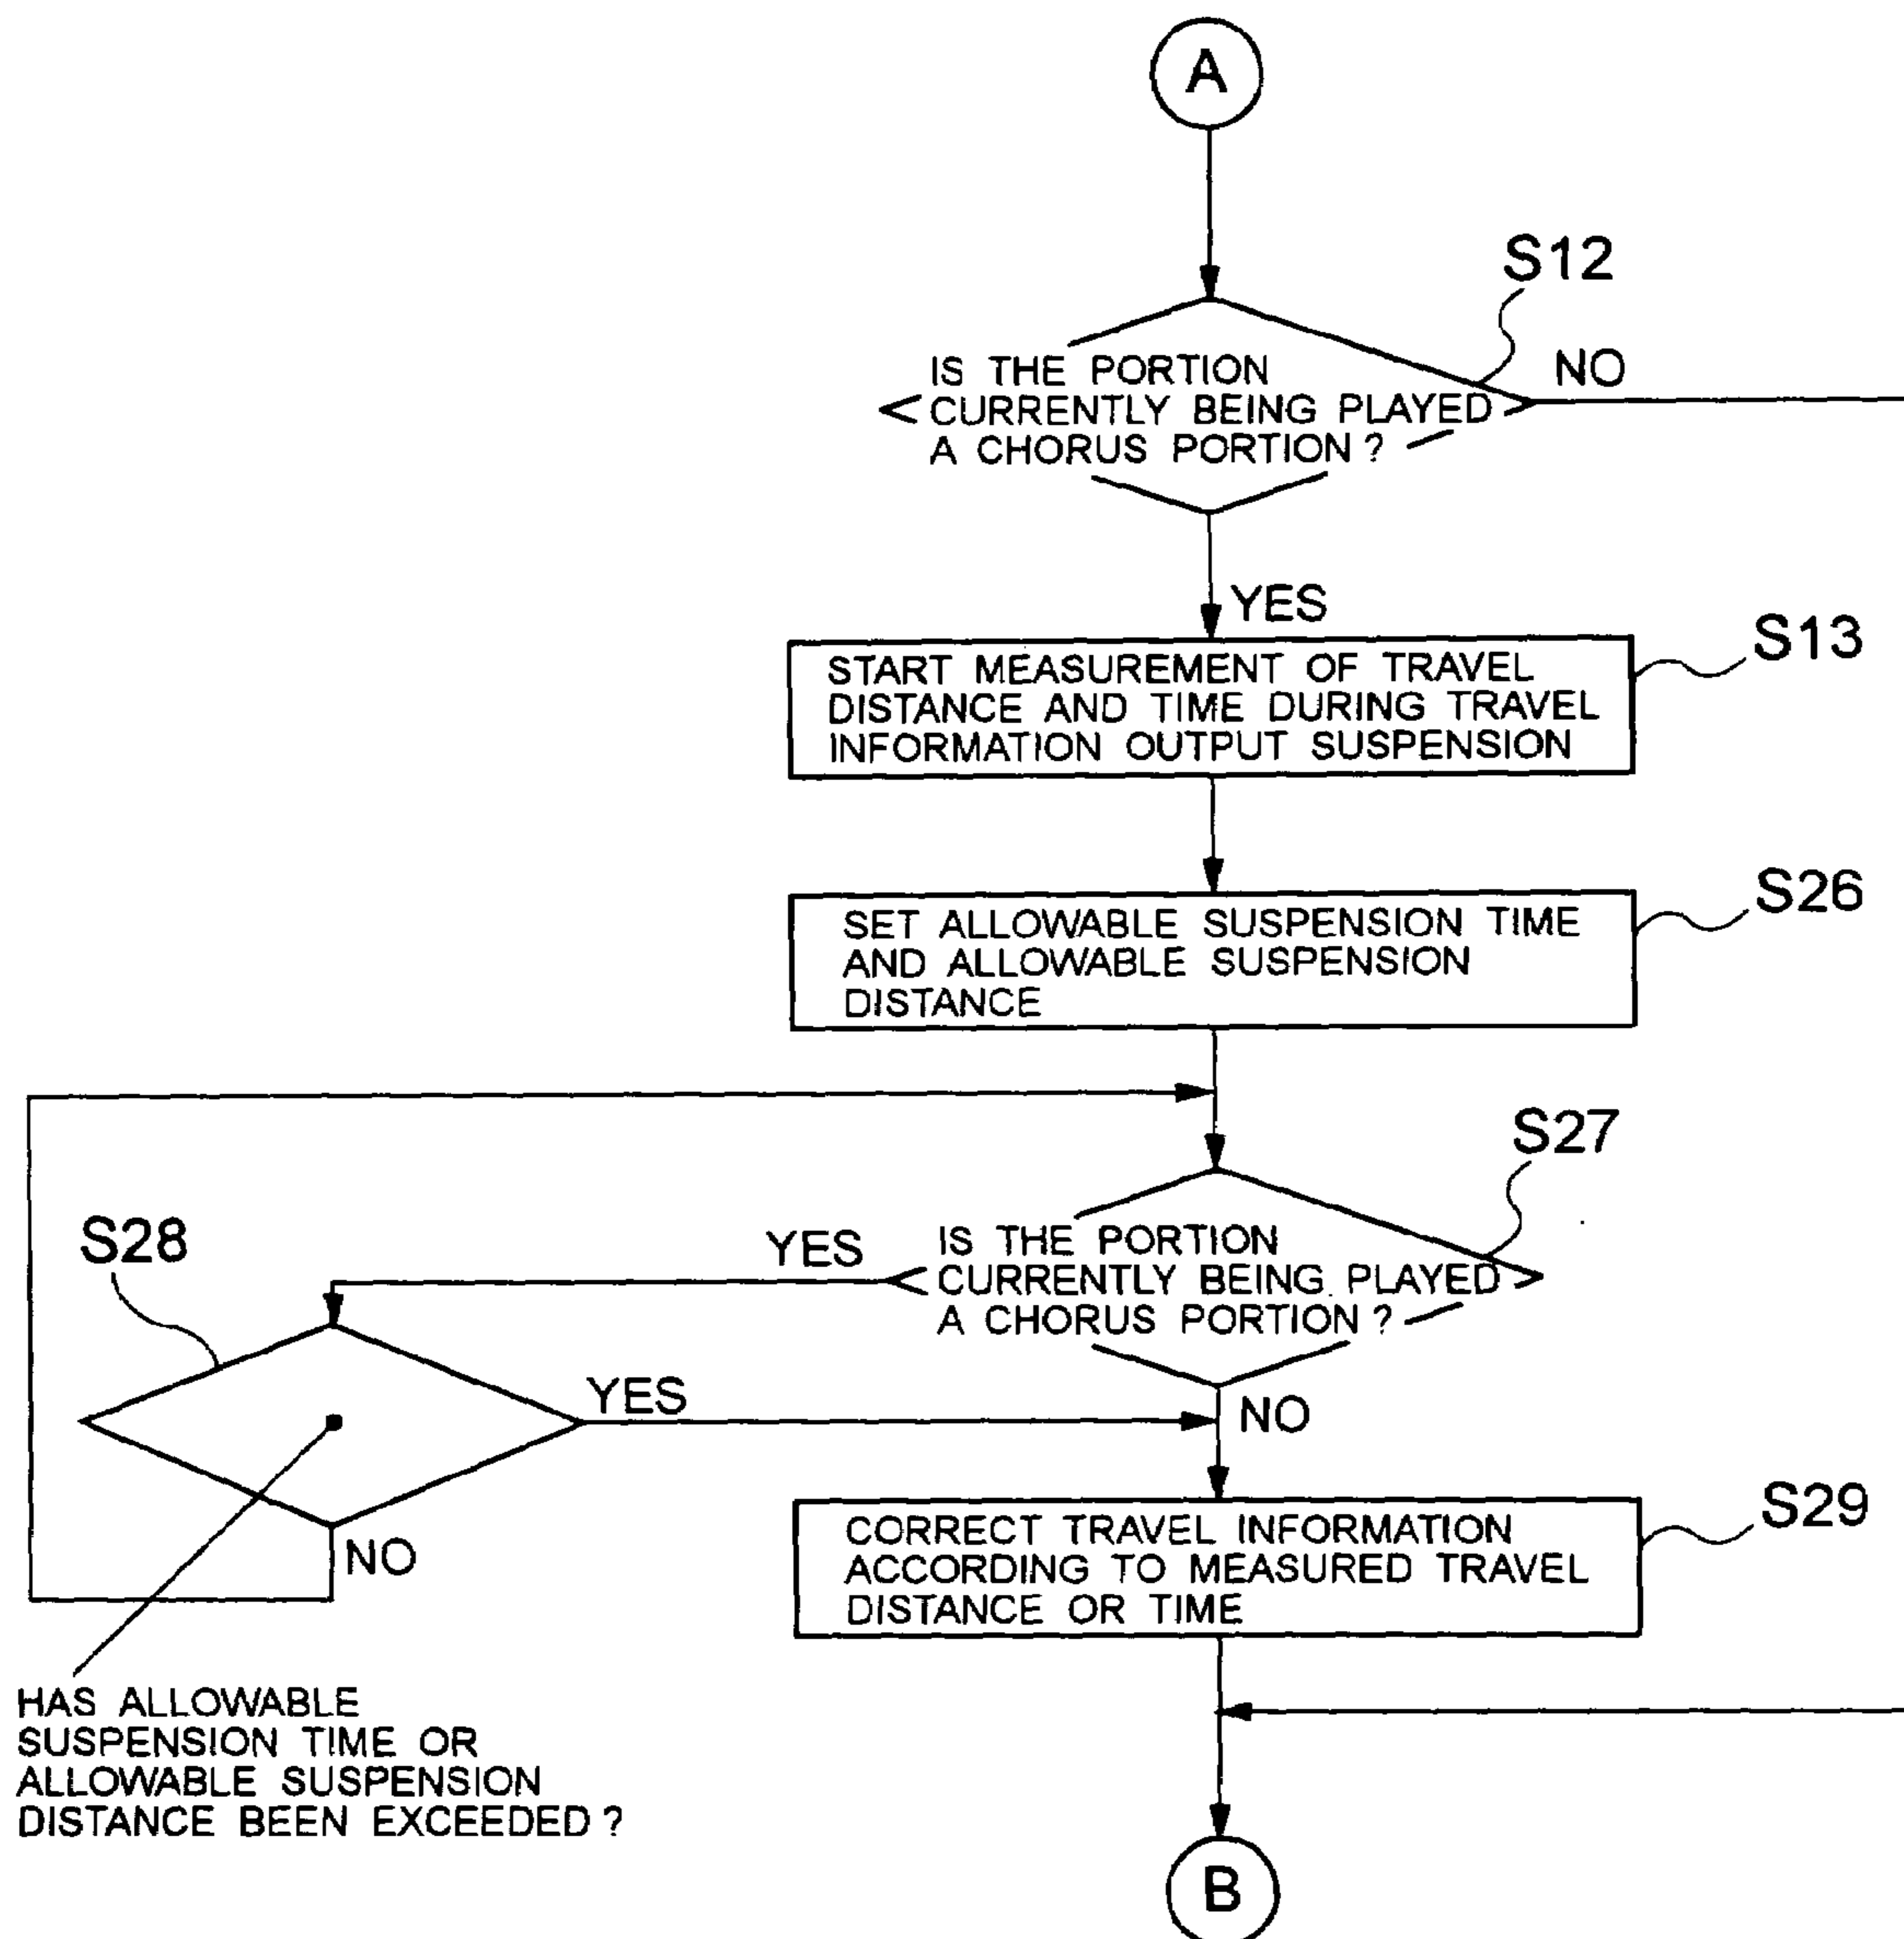 A
S12
IS THE PORTION
CURRENTLY BEING PLAYED
A CHORUS PORTION?
NO
YES
S13
START MEASUREMENT OF TRAVEL
DISTANCE AND TIME DURING TRAVEL
INFORMATION OUTPUT SUSPENSION
S26
SET ALLOWABLE SUSPENSION TIME
AND ALLOWABLE SUSPENSION
DISTANCE
S27
IS THE PORTION
CURRENTLY BEING PLAYED
A CHORUS PORTION?
YES
S28
YES
NO
NO
S29
CORRECT TRAVEL INFORMATION
ACCORDING TO MEASURED TRAVEL
DISTANCE OR TIME
HAS ALLOWABLE
SUSPENSION TIME OR
ALLOWABLE SUSPENSION
DISTANCE BEEN EXCEEDED?
B